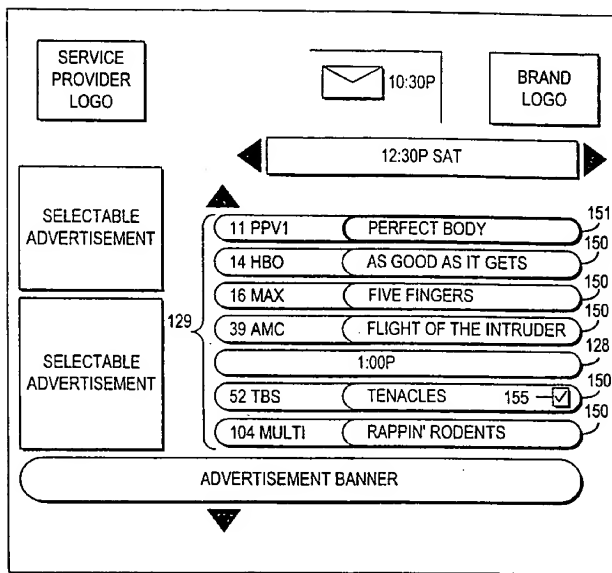 SERVICE
PROVIDER
LOGO
10:30P
BRAND
LOGO
12:30P SAT
SELECTABLE
ADVERTISEMENT
SELECTABLE
ADVERTISEMENT
129
11 PPV1 PERFECT BODY 151
14 HBO AS GOOD AS IT GETS 150
16 MAX FIVE FINGERS 150
39 AMC FLIGHT OF THE INTRUDER 150
1:00P 128
52 TBS TENACLES 155 150
104 MULTI RAPPIN' RODENTS 150
ADVERTISEMENT BANNER